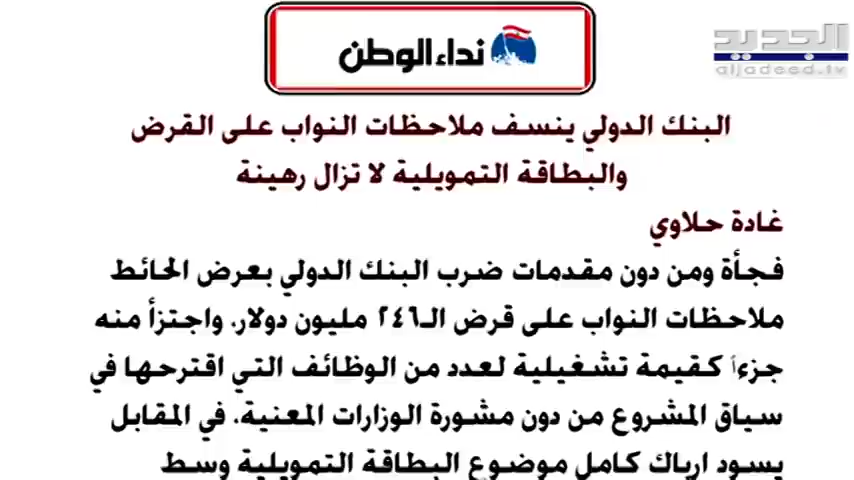 نداء الوطن
الجديد
aljadeed.tv
البنك الدولي ينسف ملاحظات النواب على القرض
والبطاقة التمويلية لا تزال رهينة
غادة حلاوي
فجأة ومن دون مقدمات ضرب البنك الدولي بعرض الحائط
ملاحظات النواب على قرض الـ٢٤٦ مليون دولار. واجتزأ منه
جزءاً كقيمة تشغيلية لعدد من الوظائف التي اقترحها في
سياق المشروع من دون مشورة الوزارات المعنية. في المقابل
يسود ارباك كامل موضوع البطاقة التمويلية وسط